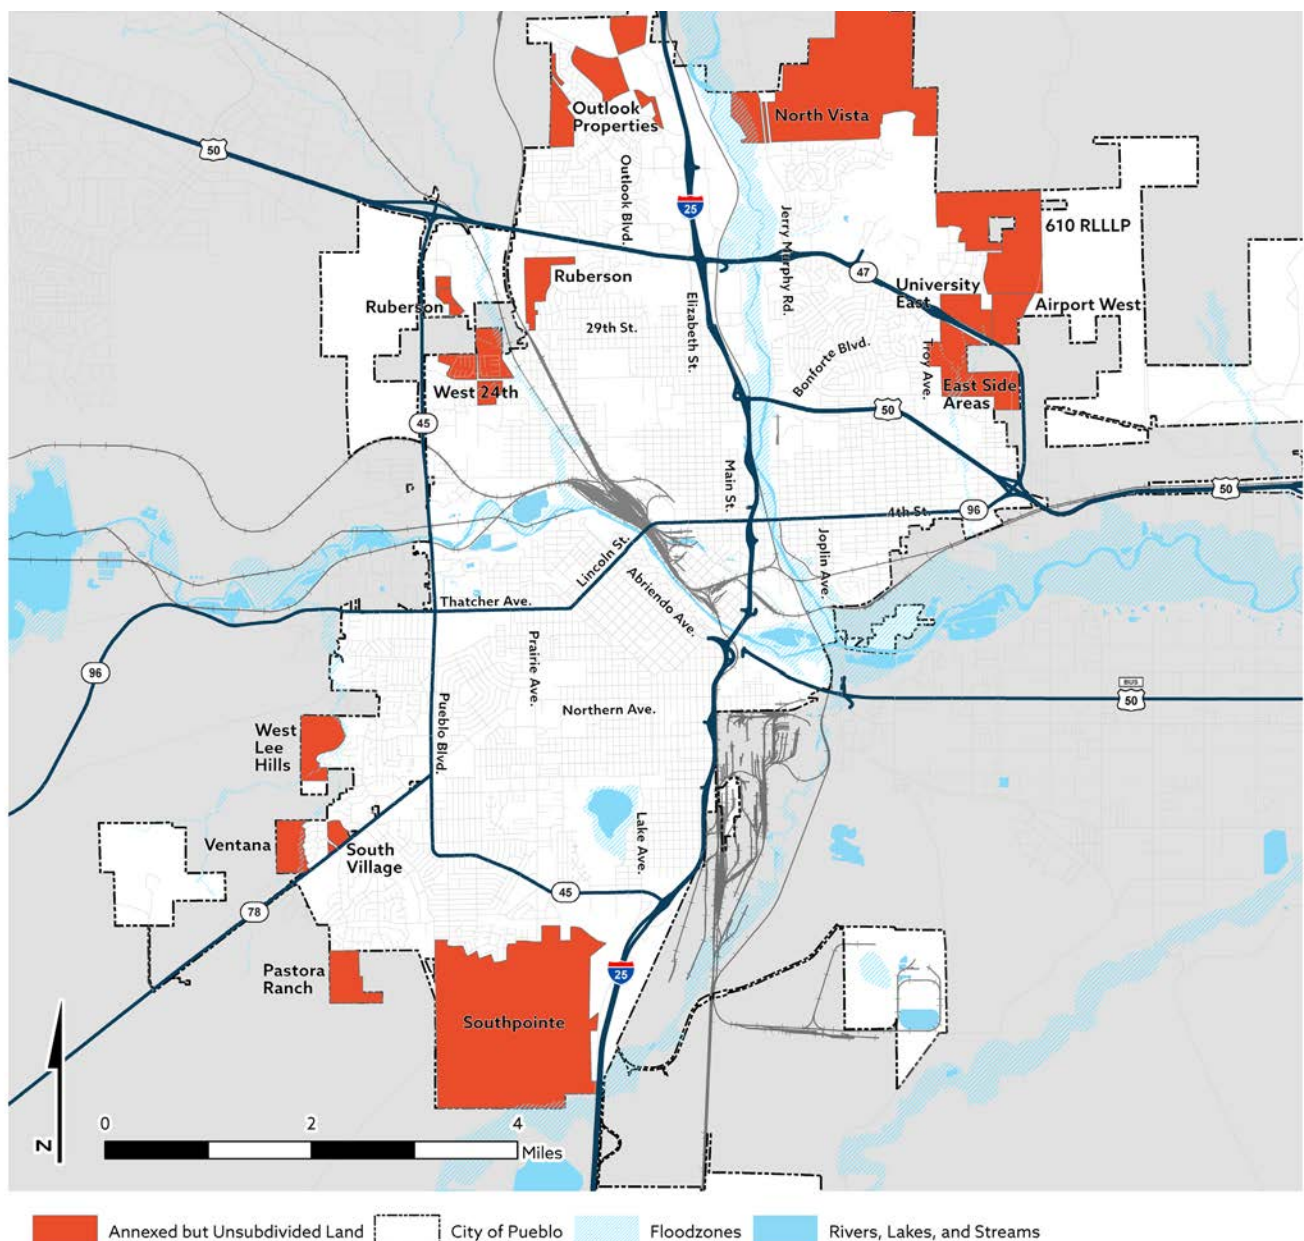 Outlook
Properties
North Vista
50
Outlook Blvd.
25
Jerry Murphy Rd.
610 RLLLP
47
Ruberson
Ruberson
University
East
Airport West
Elizabeth St.
29th St.
Bonforte Blvd.
Troy Ave.
West 24th
East Side
Areas
45
50
Main St.
50
4th St.
96
Lincoln St.
Joplin Ave.
Abriendo Ave.
Thatcher Ave.
Prairie Ave.
96
BUS
50
Pueblo Blvd.
Northern Ave.
West
Lee
Hills
Lake Ave.
Ventana
South
Village
45
78
Pastora
Ranch
25
Southpointe
0 2 4
Miles
N
Annexed but Unsubdivided Land City of Pueblo Floodzones Rivers, Lakes, and Streams